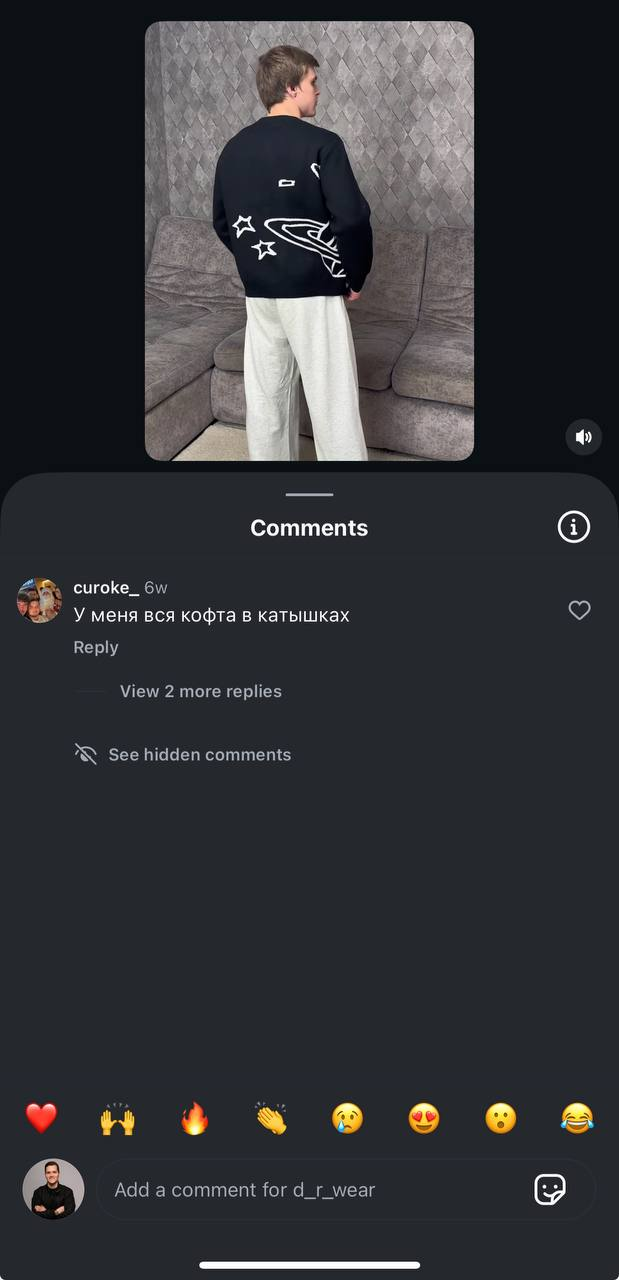 Comments
curoke_ 6w
У меня вся кофта в катышках
Reply
View 2 more replies
See hidden comments
Add a comment for d_r_wear